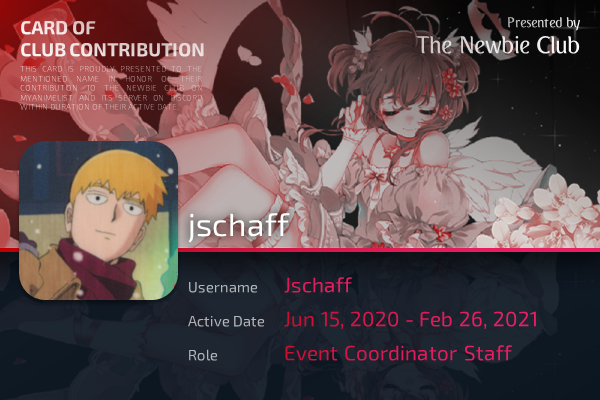 CARD OF
CLUB CONTRIBUTION
THIS CARD IS PROUDLY PRESENTED TO THE
MENTIONED NAME IN HONOR OF THEIR
CONTRIBUTION TO THE NEWBIE CLUB ON
MYANIMELIST AND ITS SERVER ON DISCORD
WITHIN DURATION OF THEIR ACTIVE DATE
Presented by
The Newbie Club
jschaff
Username Jschaff
Active Date Jun 15, 2020 - Feb 26, 2021
Role Event Coordinator Staff